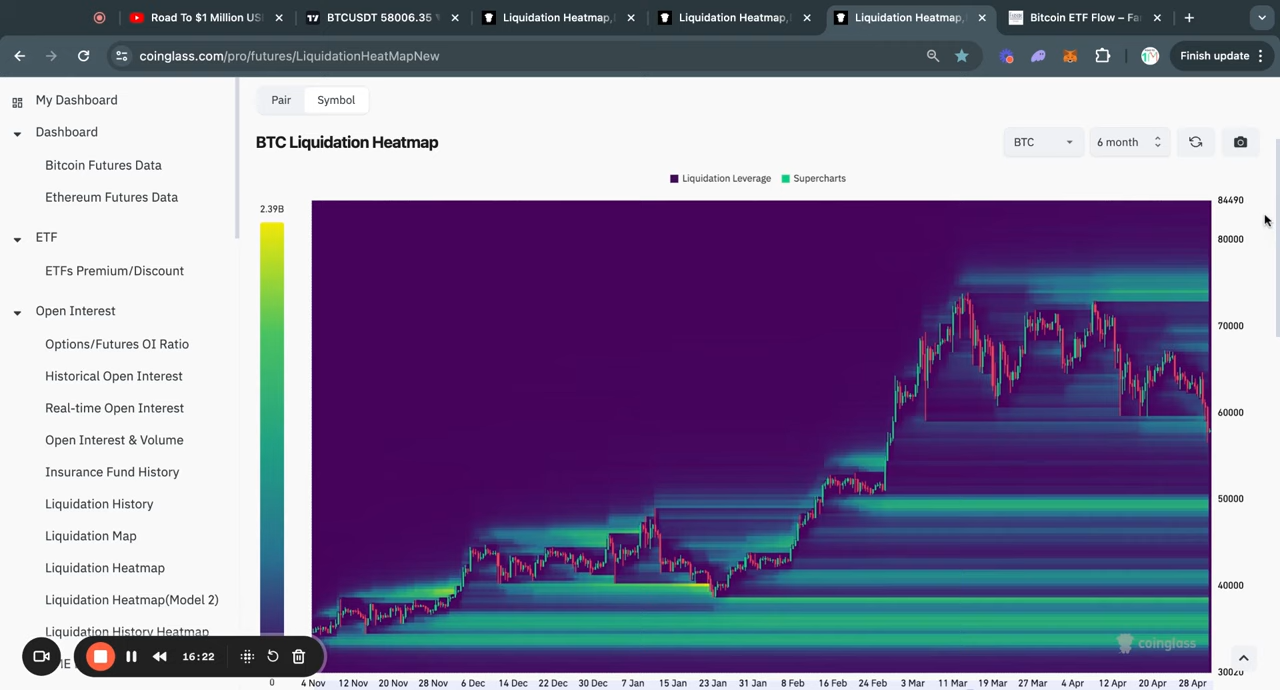 Road To $1 Million US
BTCUSDT 58006.35
Liquidation Heatmap,
Liquidation Heatmap,
Liquidation Heatmap,
Bitcoin ETF Flow – Far
coinglass.com/pro/futures/LiquidationHeatMapNew
Finish update
My Dashboard
Dashboard
Bitcoin Futures Data
Ethereum Futures Data
ETF
ETFs Premium/Discount
Open Interest
Options/Futures OI Ratio
Historical Open Interest
Real-time Open Interest
Open Interest & Volume
Insurance Fund History
Liquidation History
Liquidation Map
Liquidation Heatmap
Liquidation Heatmap(Model 2)
Liquidation History Heatmap
16:22
Pair
Symbol
BTC Liquidation Heatmap
BTC
6 month
Liquidation Leverage
Supercharts
2.39B
0
84490
80000
70000
60000
50000
40000
30020
coinglass
4 Nov
12 Nov
20 Nov
28 Nov
6 Dec
14 Dec
22 Dec
30 Dec
7 Jan
15 Jan
23 Jan
31 Jan
8 Feb
16 Feb
24 Feb
3 Mar
11 Mar
19 Mar
27 Mar
4 Apr
12 Apr
20 Apr
28 Apr